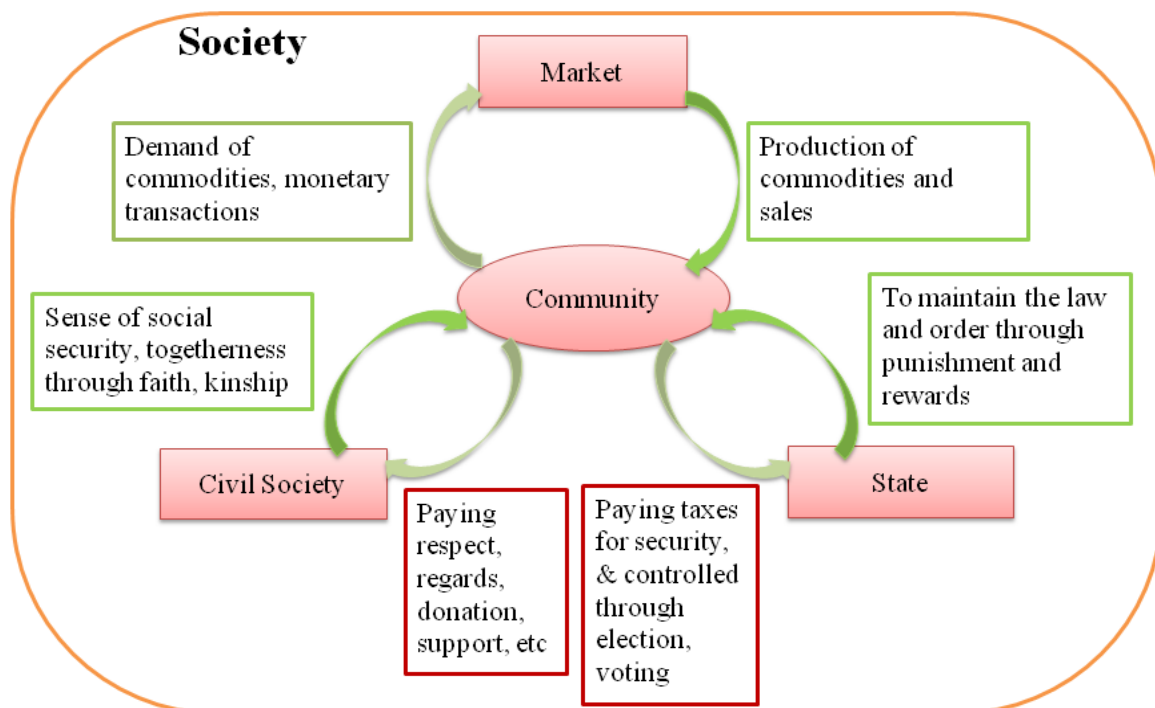 Society
Market
Demand of
commodities, monetary
transactions
Production of
commodities and
sales
Community
Sense of social
security, togetherness
through faith, kinship
To maintain the law
and order through
punishment and
rewards
Civil Society
State
Paying
respect,
regards,
donation,
support, etc
Paying taxes
for security,
& controlled
through
election,
voting